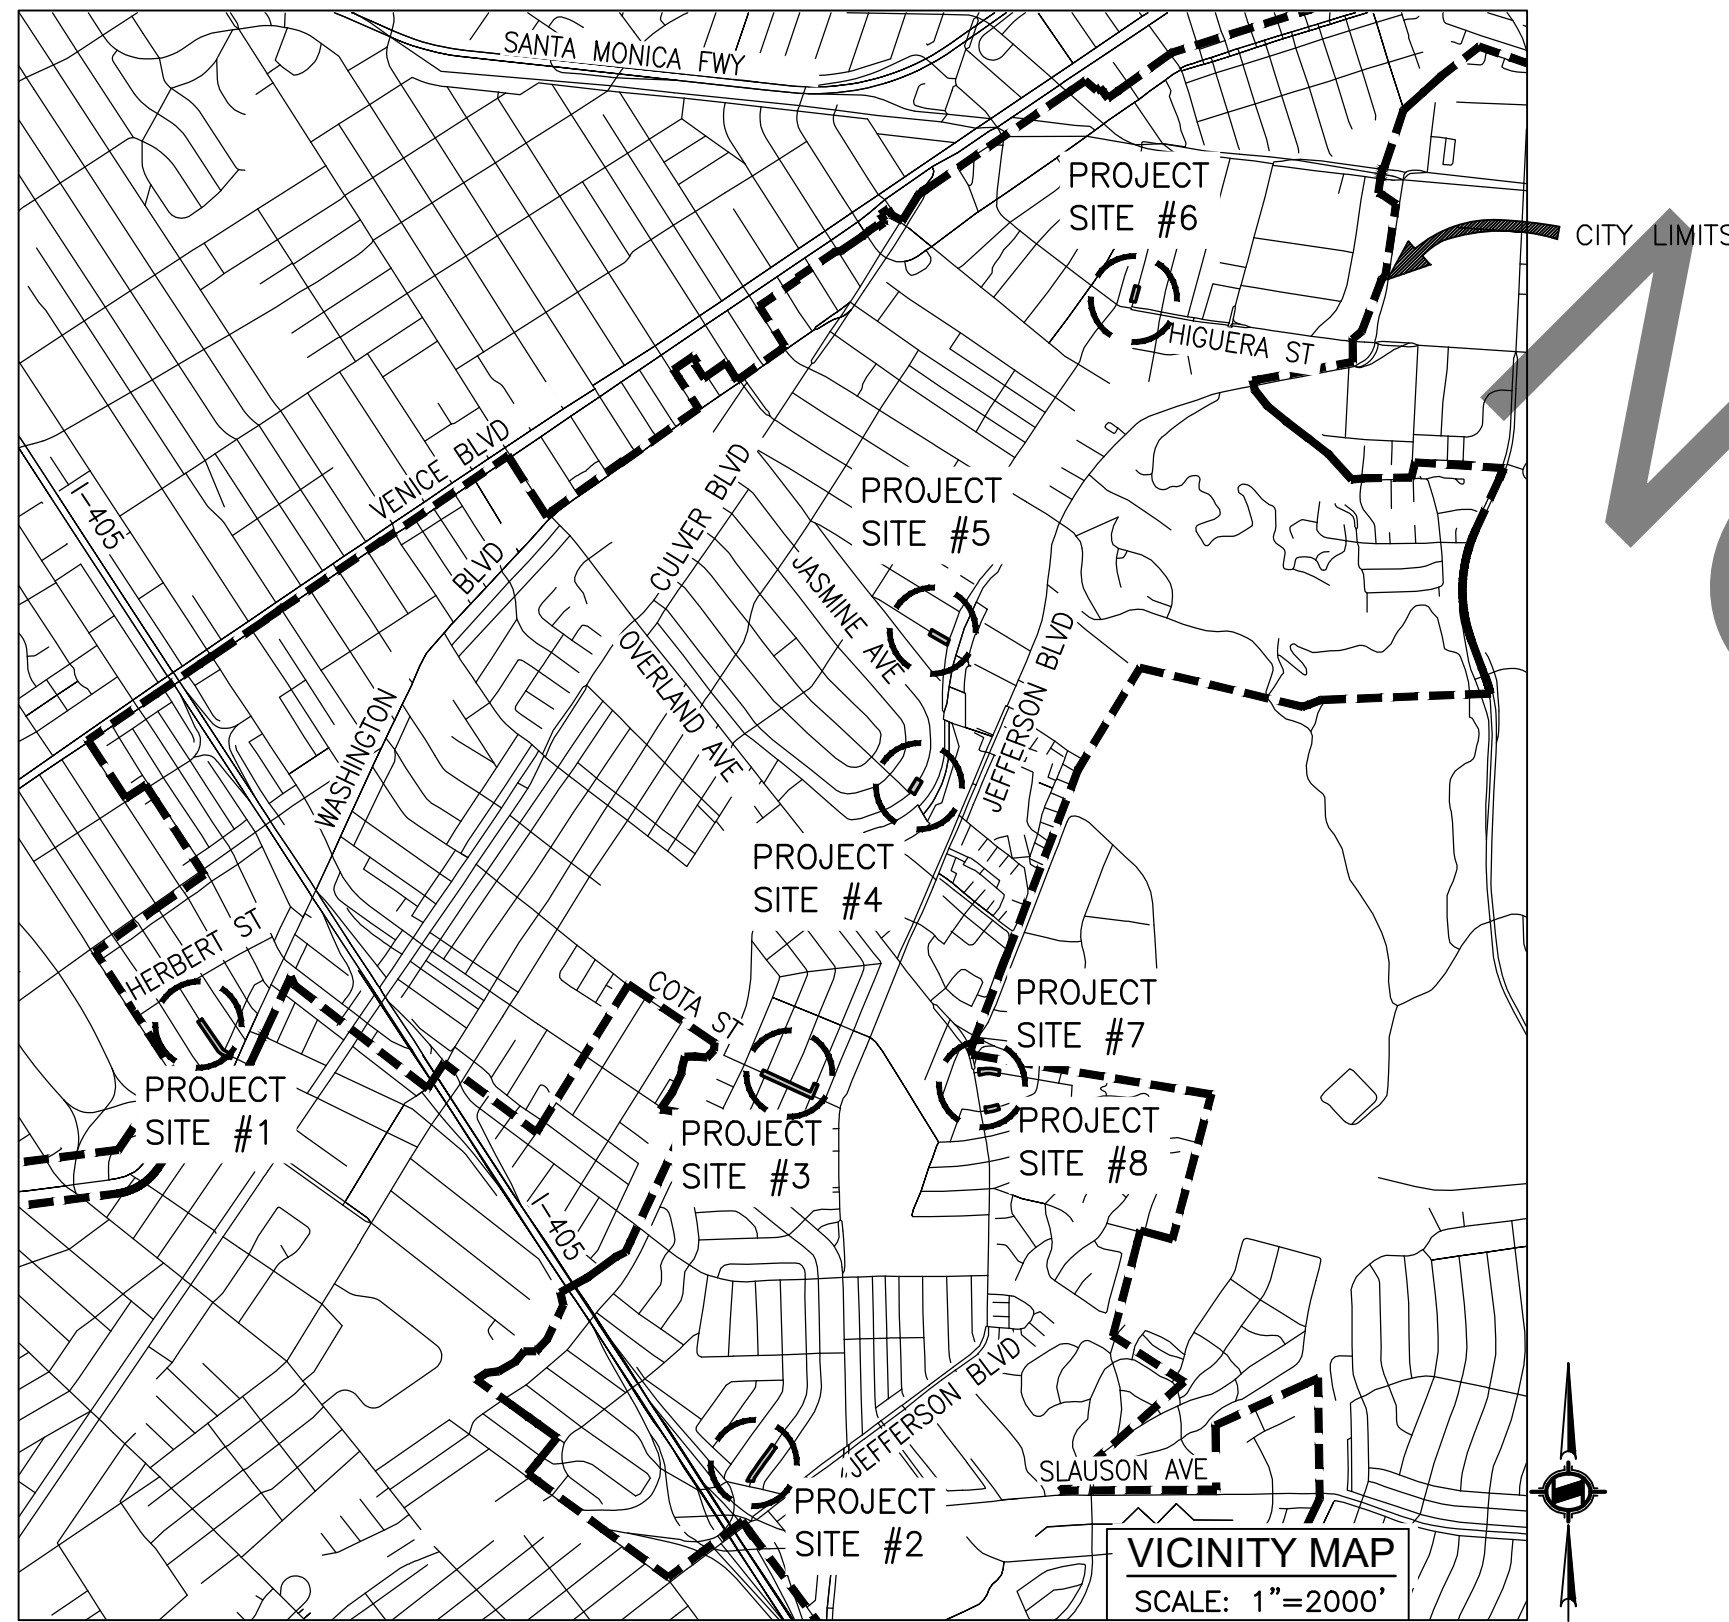 SANTA MONICA FWY
PROJECT
SITE #6
CITY LIMITS
HIGUERA ST
VENICE BLVD
I-405
CULVER BLVD
PROJECT
SITE #5
WASHINGTON BLVD
JASMINE AVE
OVERLAND AVE
JEFFERSON BLVD
PROJECT
SITE #4
HERBERT ST
COTA ST
PROJECT
SITE #7
PROJECT
SITE #1
PROJECT
SITE #3
PROJECT
SITE #8
I-405
JEFFERSON BLVD
SLAUSON AVE
PROJECT
SITE #2
VICINITY MAP
SCALE: 1"=2000'